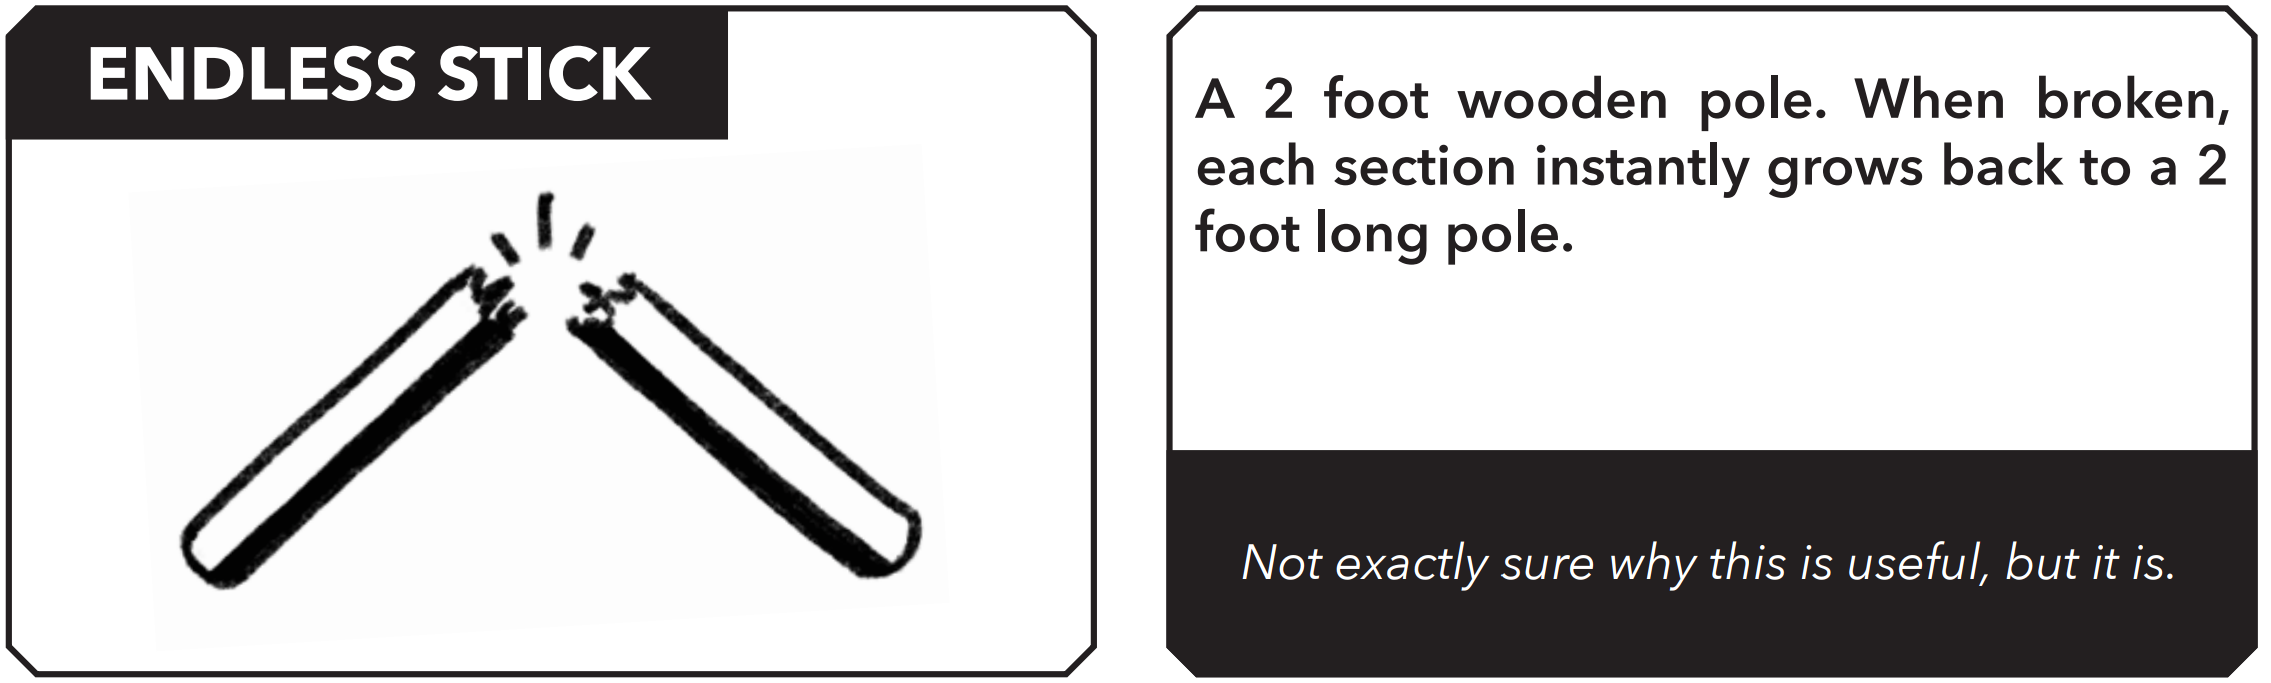 ENDLESS STICK
A 2 foot wooden pole. When broken,
each section instantly grows back to a 2
foot long pole.
Not exactly sure why this is useful, but it is.